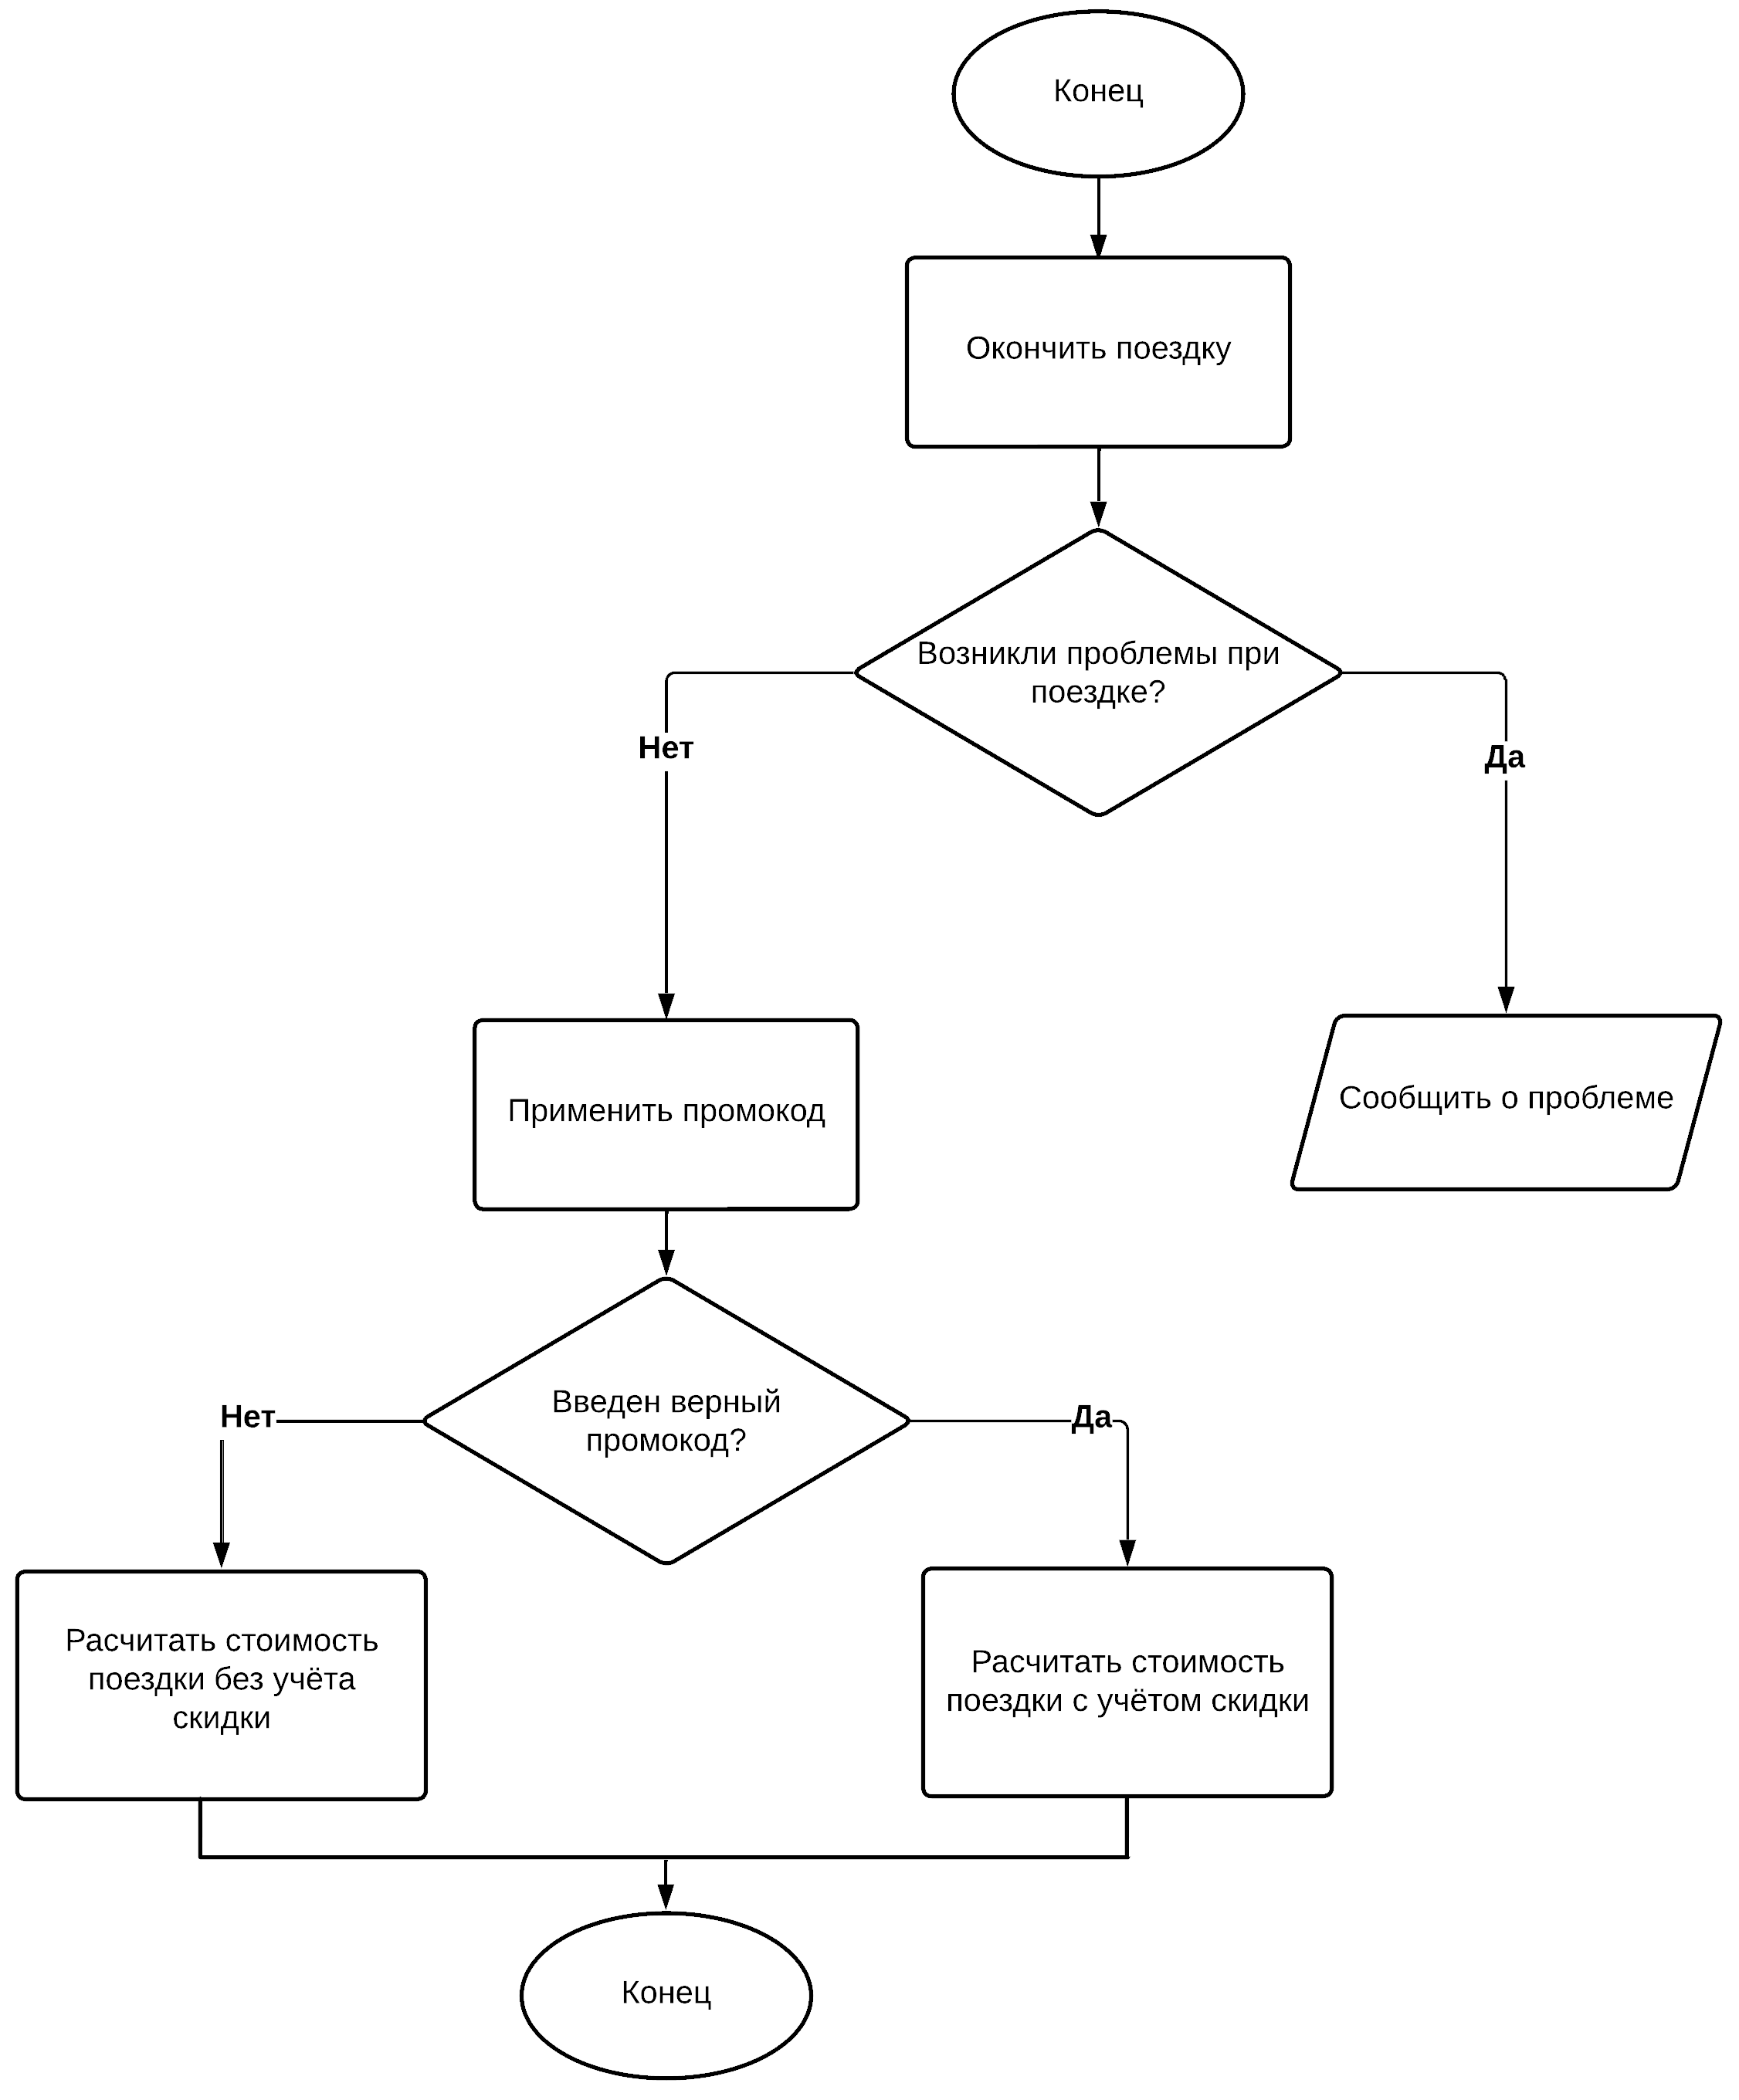 Конец
Окончить поездку
Возникли проблемы при
поездке?
Нет
Да
Применить промокод
Сообщить о проблеме
Введен верный
промокод?
Нет
Да
Расчитать стоимость
поездки без учёта
скидки
Расчитать стоимость
поездки с учётом скидки
Конец